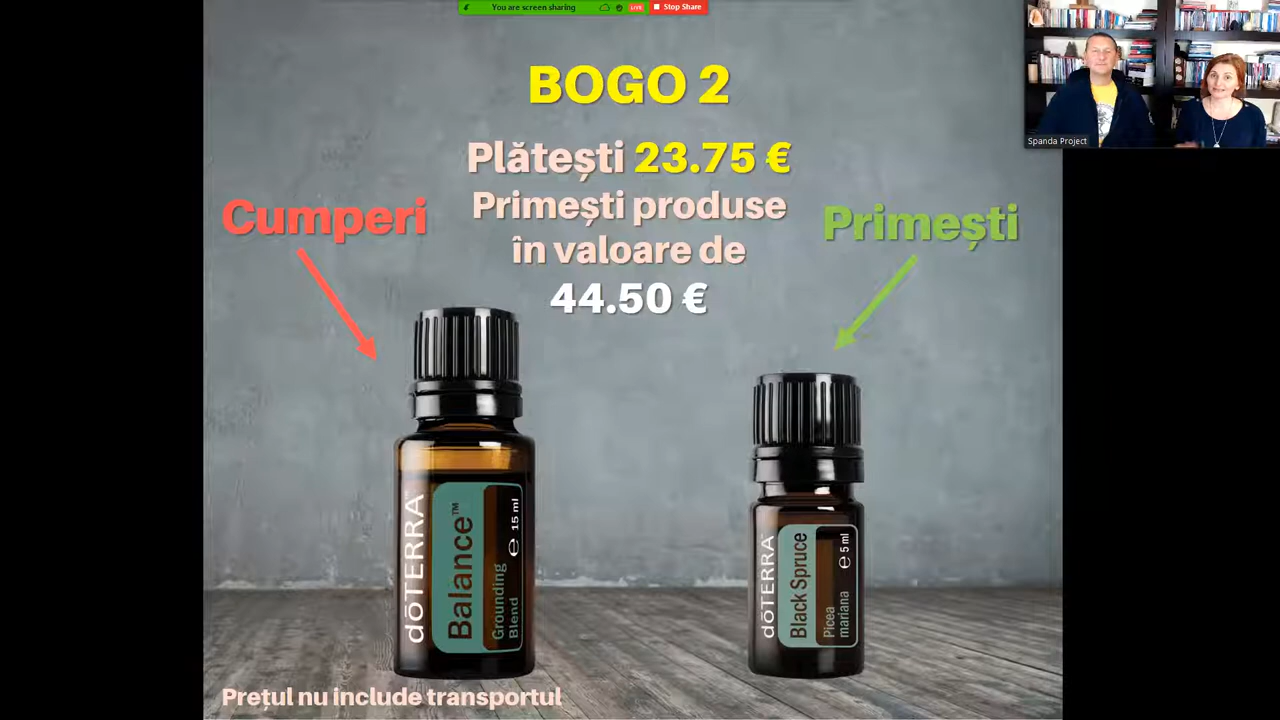 You are screen sharing
LIVE
Stop Share
Spanda Project
BOGO 2
Plătești 23.75 €
Primești produse
în valoare de
44.50 €
Cumperi
Primești
dōTERRA
Balance™
Grounding
Blend
℮ 15 ml
dōTERRA
Black Spruce
Picea
mariana
℮ 5 ml
Prețul nu include transportul